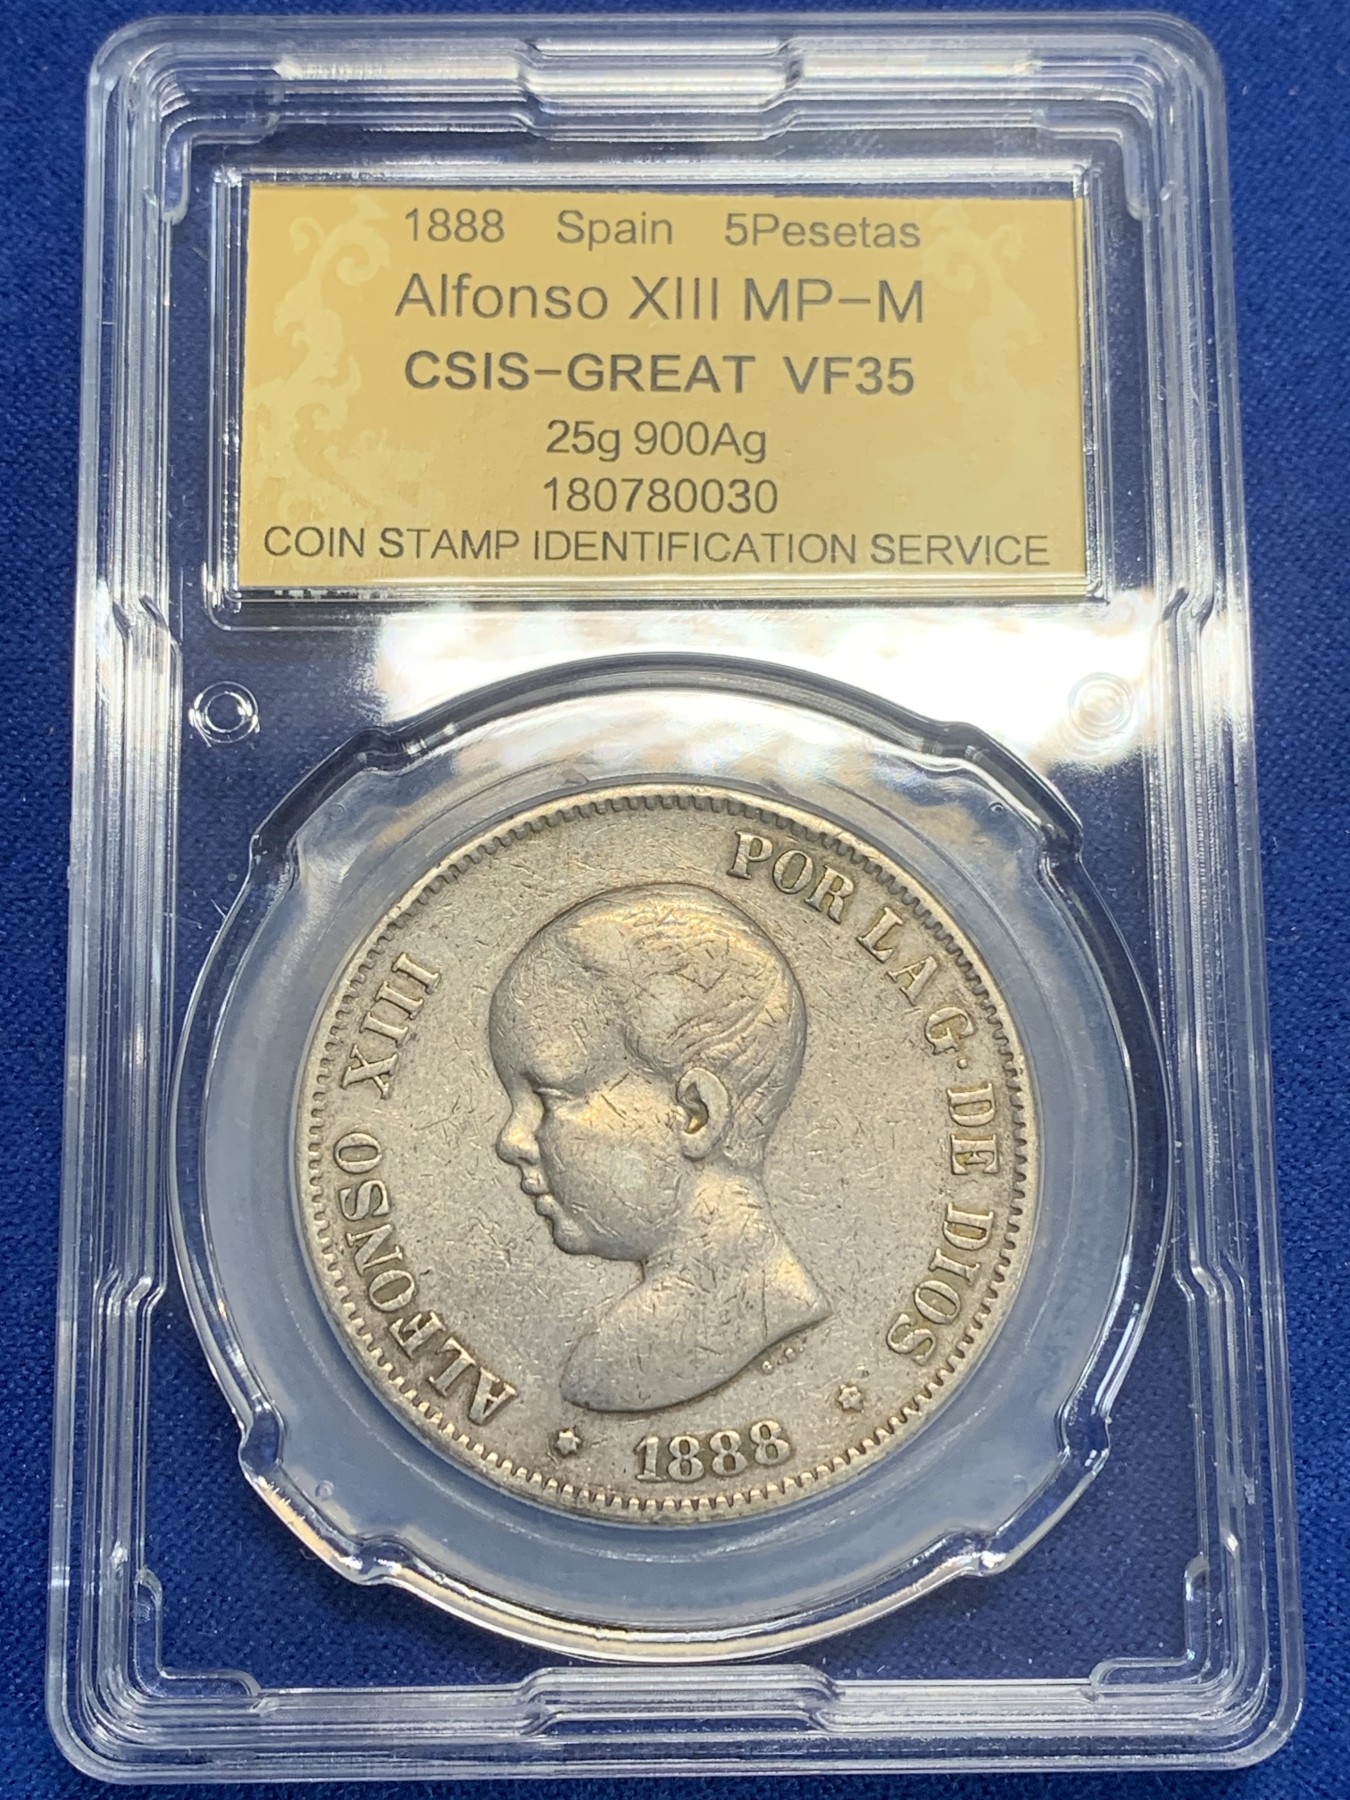 1888 Spain 5Pesetas
Alfonso XIII MP-M
CSIS-GREAT VF35
25g 900Ag
180780030
COIN STAMP IDENTIFICATION SERVICE
ALFONSO XIII POR LA G. DE DIOS
1888